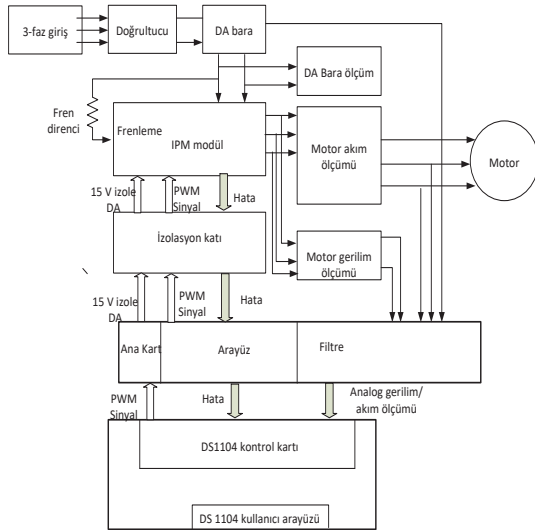 3-faz giriş
Doğrultucu
DA bara
DA Bara ölçüm
Fren
direnci
Frenleme
IPM modül
Motor akım
ölçümü
Motor
15 V izole
DA
PWM
Sinyal
Hata
İzolasyon katı
Motor gerilim
ölçümü
15 V izole
DA
PWM
Sinyal
Hata
Ana Kart
Arayüz
Filtre
PWM
Sinyal
Hata
Analog gerilim/
akım ölçümü
DS1104 kontrol kartı
DS 1104 kullanıcı arayüzü